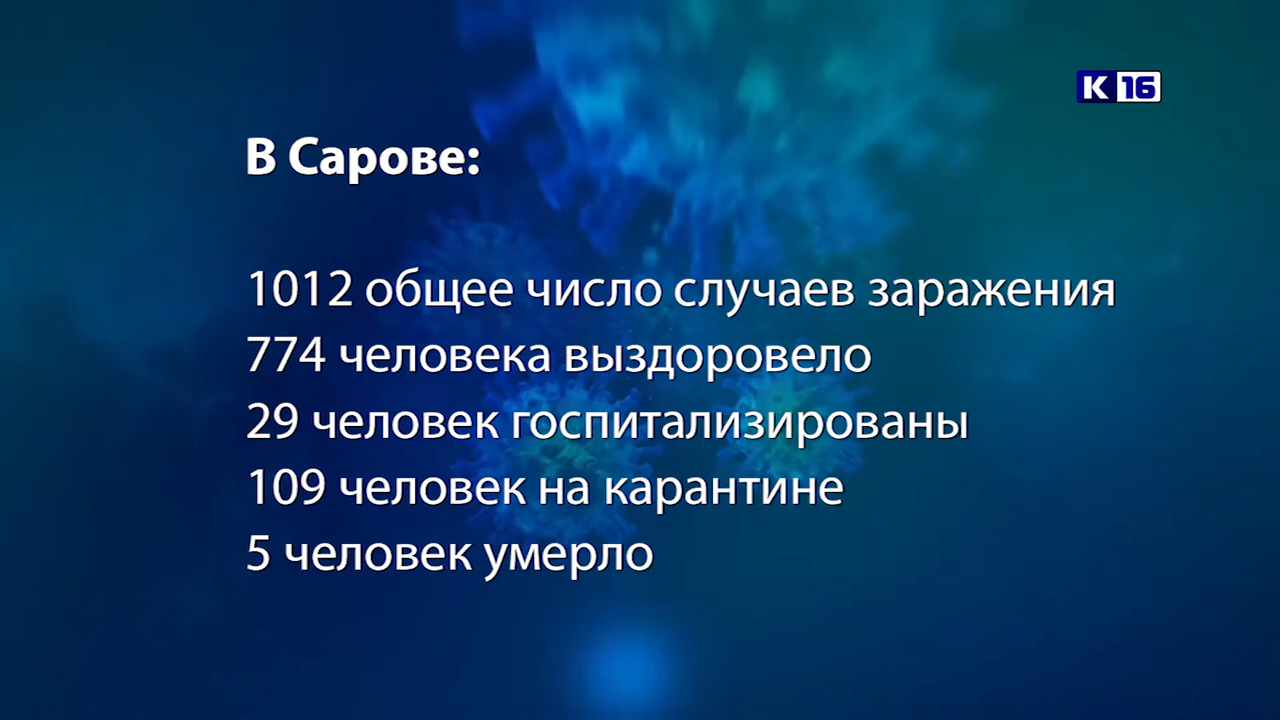 К 16
В Сарове:
1012 общее число случаев заражения
774 человека выздоровело
29 человек госпитализированы
109 человек на карантине
5 человек умерло